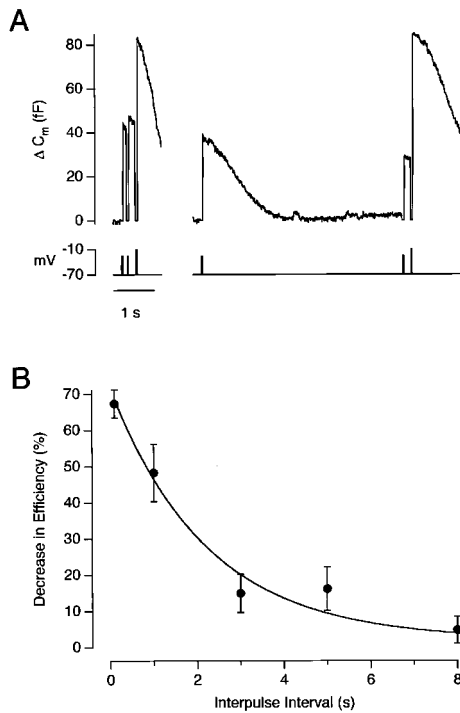 A
80
60
40
20
0
Δ Cm (fF)
-10
mV
-70
1 s
B
70
60
50
40
30
20
10
0
Decrease in Efficiency (%)
0 2 4 6 8
Interpulse Interval (s)